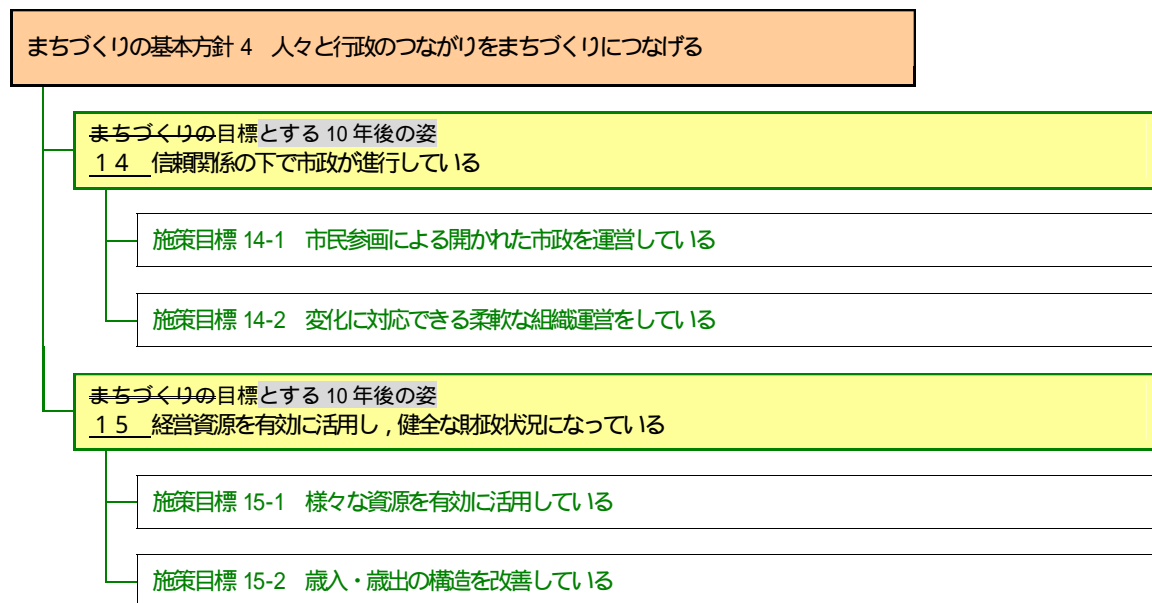 まちづくりの基本方針4 人々と行政のつながりをまちづくりにつなげる
まちづくりの目標とする10年後の姿
14 信頼関係の下で市政が進行している
施策目標 14-1 市民参画による開かれた市政を運営している
施策目標 14-2 変化に対応できる柔軟な組織運営をしている
まちづくりの目標とする10年後の姿
15 経営資源を有効に活用し,健全な財政状況になっている
施策目標 15-1 様々な資源を有効に活用している
施策目標 15-2 歳入・歳出の構造を改善している